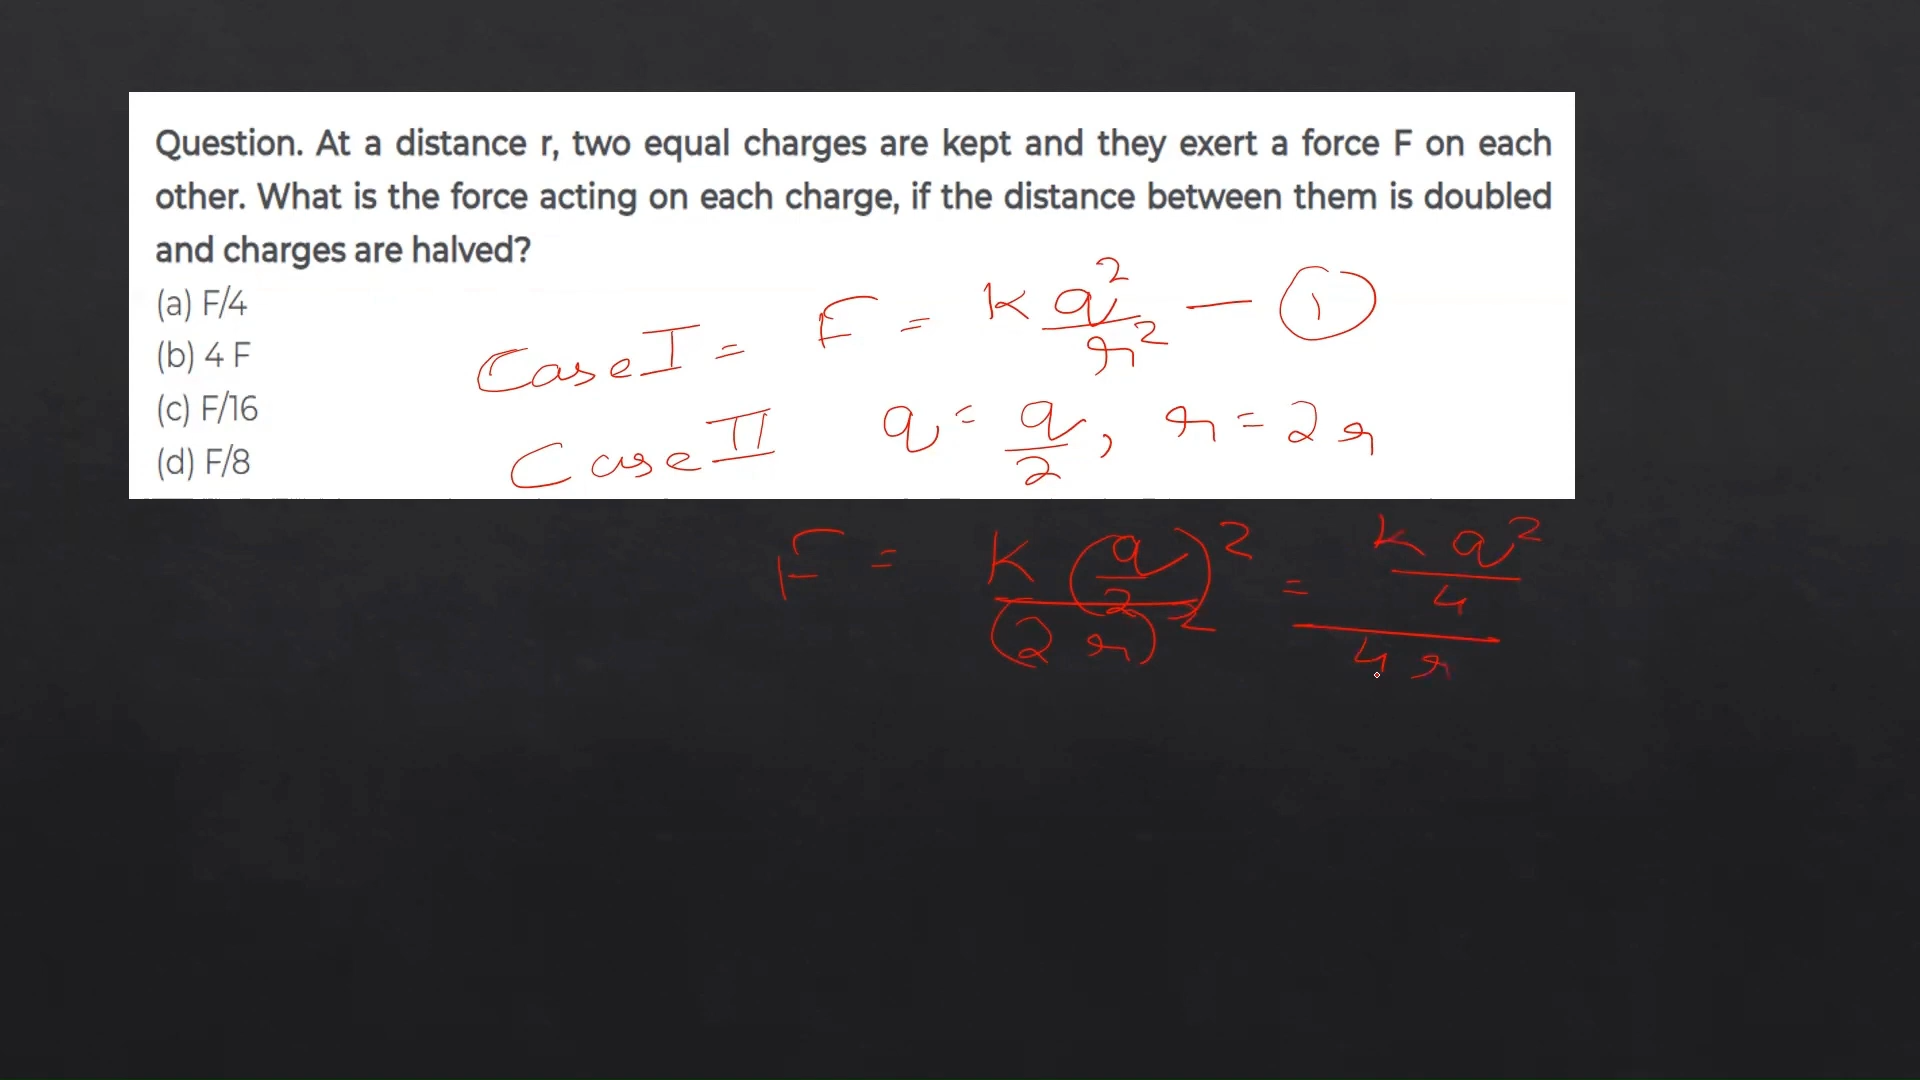 Question. At a distance r, two equal charges are kept and they exert a force F on each
other. What is the force acting on each charge, if the distance between them is doubled
and charges are halved?
(a) F/4
(b) 4 F
(c) F/16
(d) F/8
Case I = F = K q²/r² — ①
Case II q = q/2, r = 2r
F = K (q/2)²/(2r)² = (kq²/4)/4r